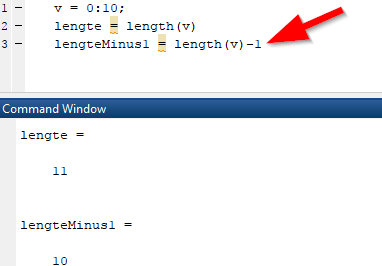 1 – v = 0:10;
2 – lengte = length(v)
3 – lengteMinus1 = length(v)-1
Command Window
lengte =
11
lengteMinus1 =
10